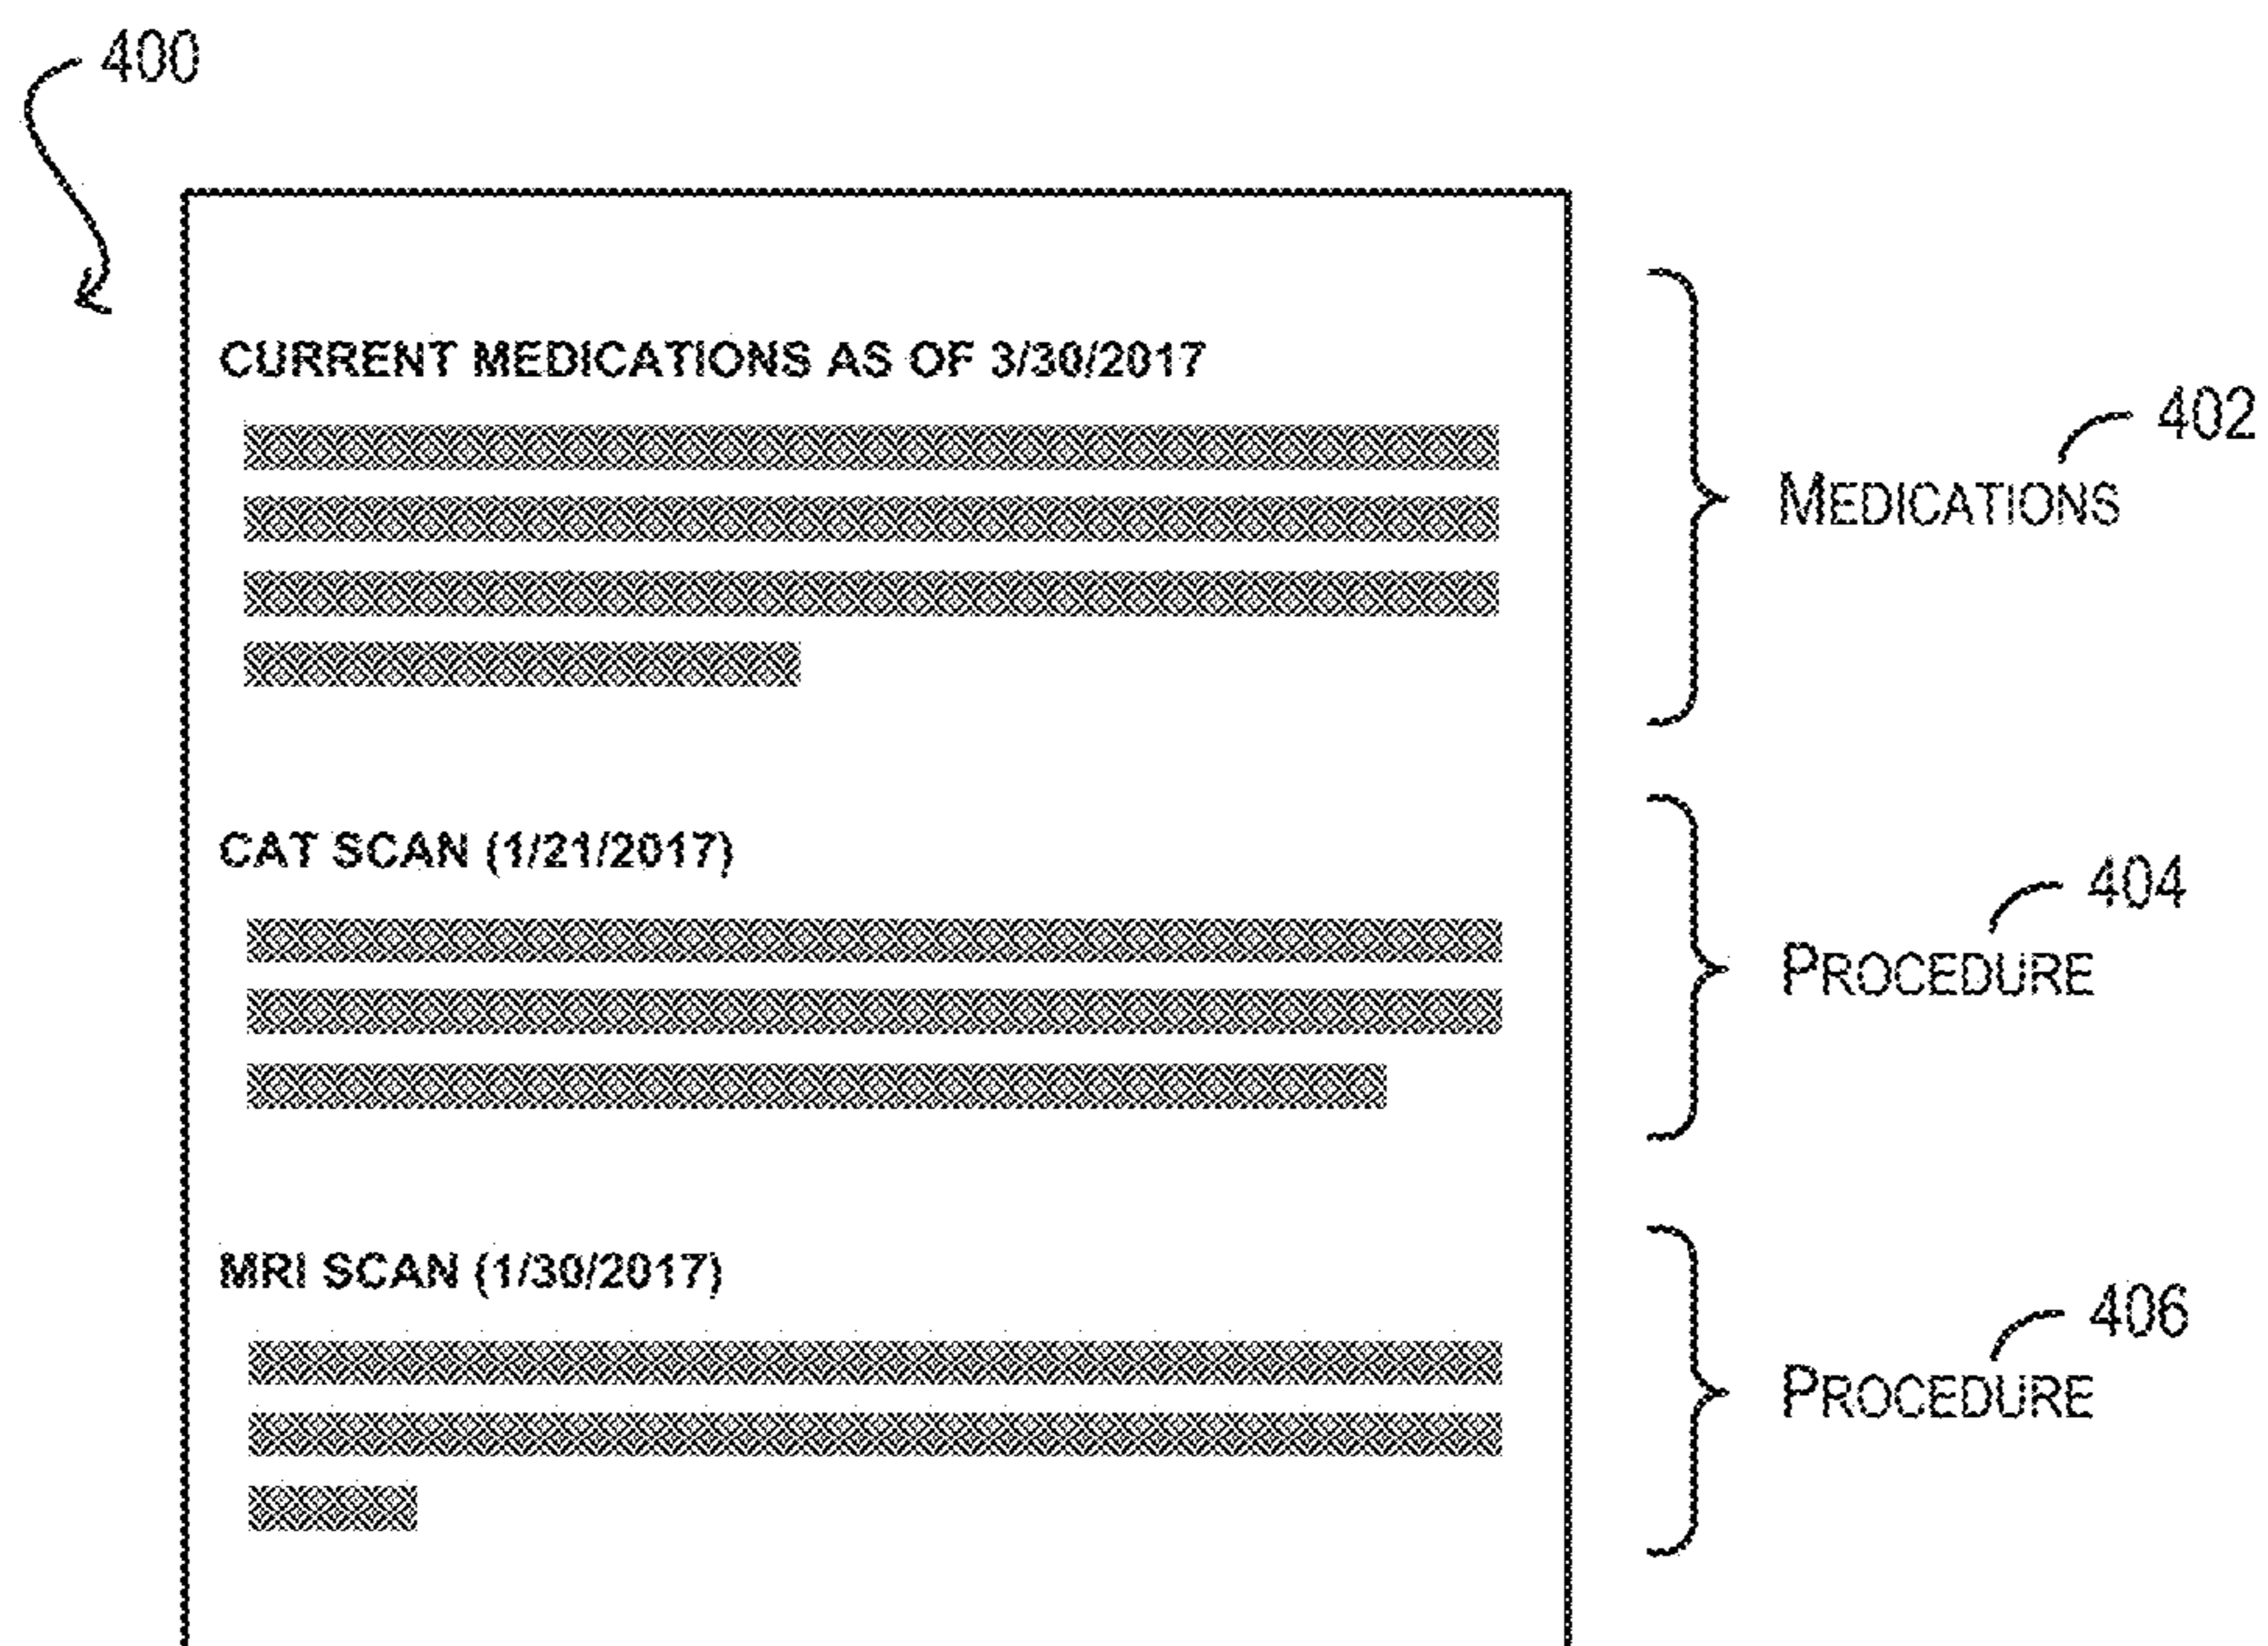 400
CURRENT MEDICATIONS AS OF 3/30/2017
402
MEDICATIONS
CAT SCAN (1/21/2017)
404
PROCEDURE
MRI SCAN (1/30/2017)
406
PROCEDURE